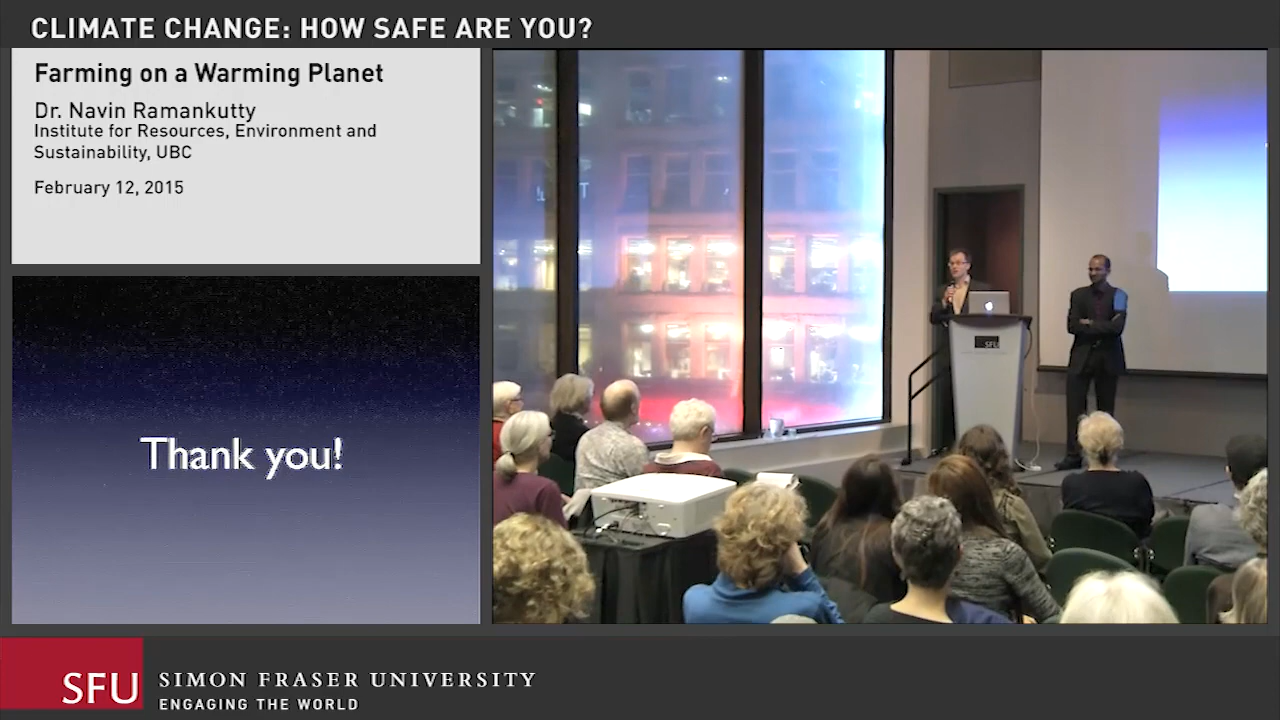 CLIMATE CHANGE: HOW SAFE ARE YOU?
Farming on a Warming Planet
Dr. Navin Ramankutty
Institute for Resources, Environment and
Sustainability, UBC
February 12, 2015
Thank you!
SFU
SFU
SIMON FRASER UNIVERSITY
ENGAGING THE WORLD